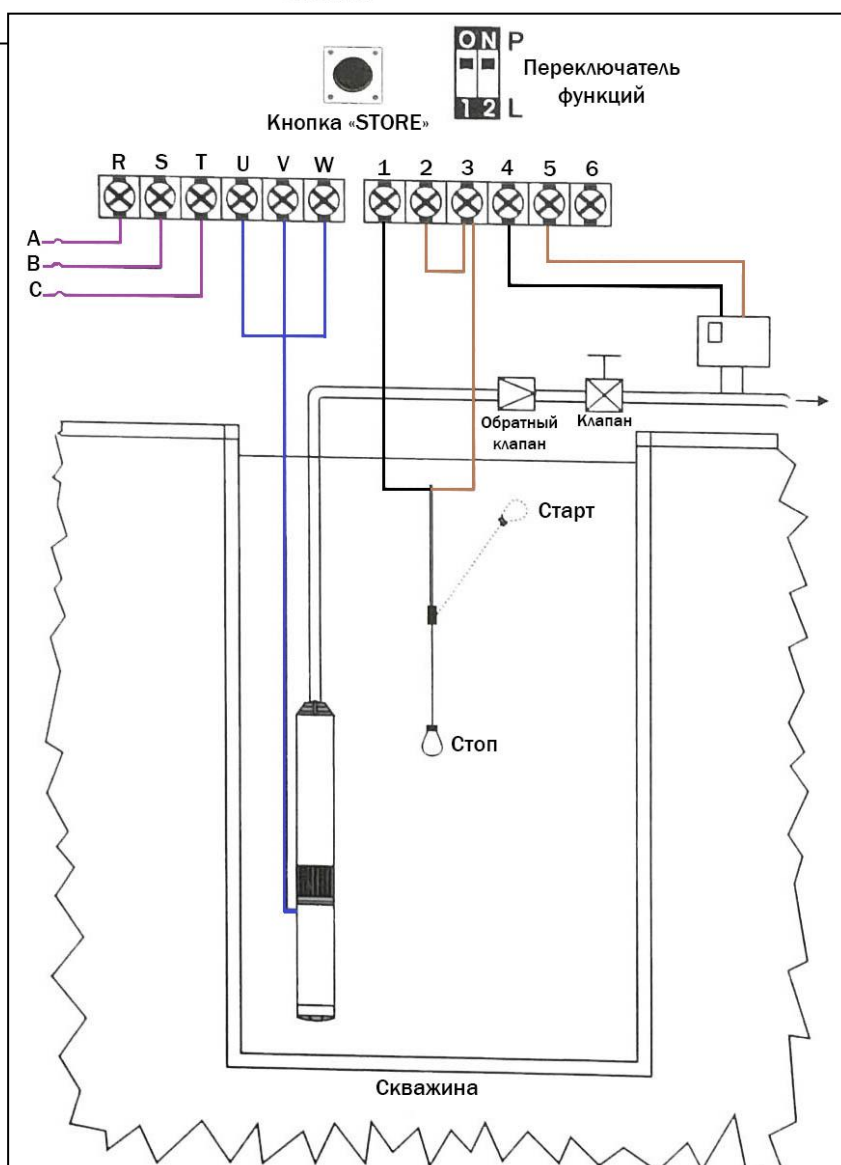 ON P
Переключатель
функций
1 2 L
Кнопка «STORE»
R S T U V W 1 2 3 4 5 6
A
B
C
Обратный
клапан
Клапан
Старт
Стоп
Скважина